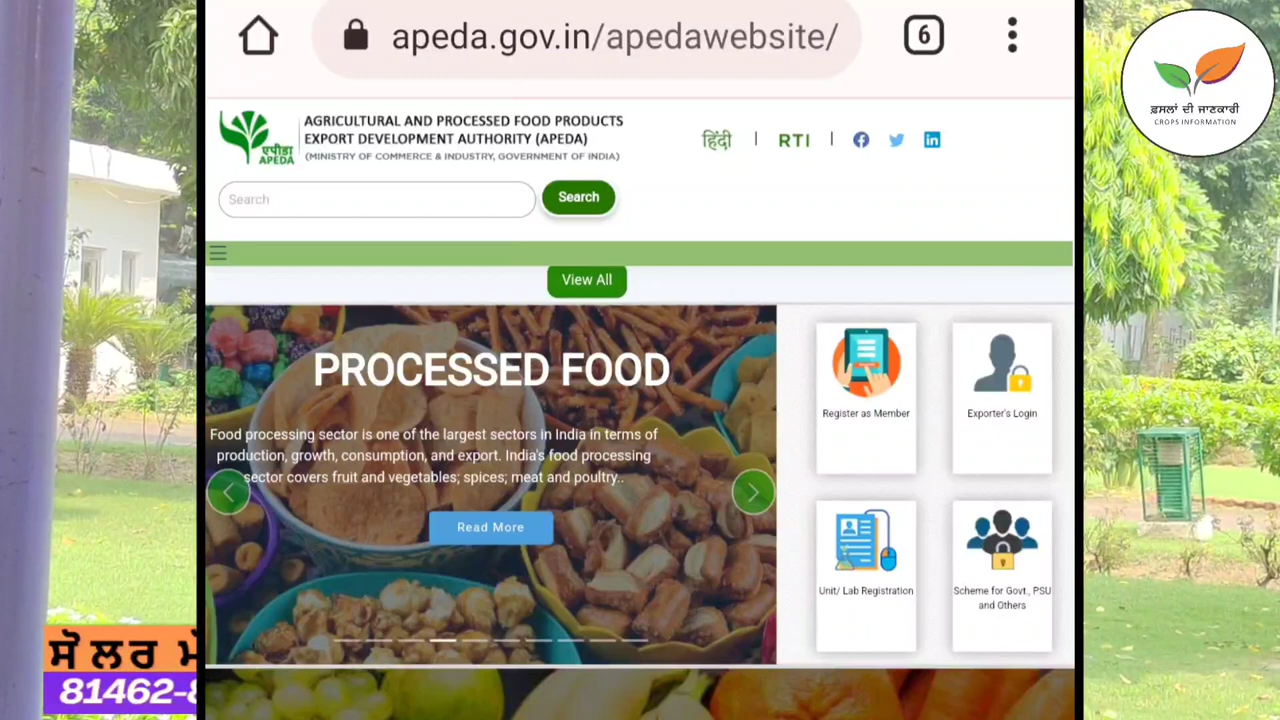 apeda.gov.in/apedawebsite/
6
एपीडा
APEDA
AGRICULTURAL AND PROCESSED FOOD PRODUCTS
EXPORT DEVELOPMENT AUTHORITY (APEDA)
(MINISTRY OF COMMERCE & INDUSTRY, GOVERNMENT OF INDIA)
हिंदी | RTI |
Search
Search
View All
PROCESSED FOOD
Food processing sector is one of the largest sectors in India in terms of
production, growth, consumption, and export. India's food processing
sector covers fruit and vegetables; spices; meat and poultry..
Read More
Register as Member
Exporter's Login
Unit/ Lab Registration
Scheme for Govt., PSU
and Others
ਫ਼ਸਲਾਂ ਦੀ ਜਾਣਕਾਰੀ
CROPS INFORMATION
ਸੋਲਰ
81462-